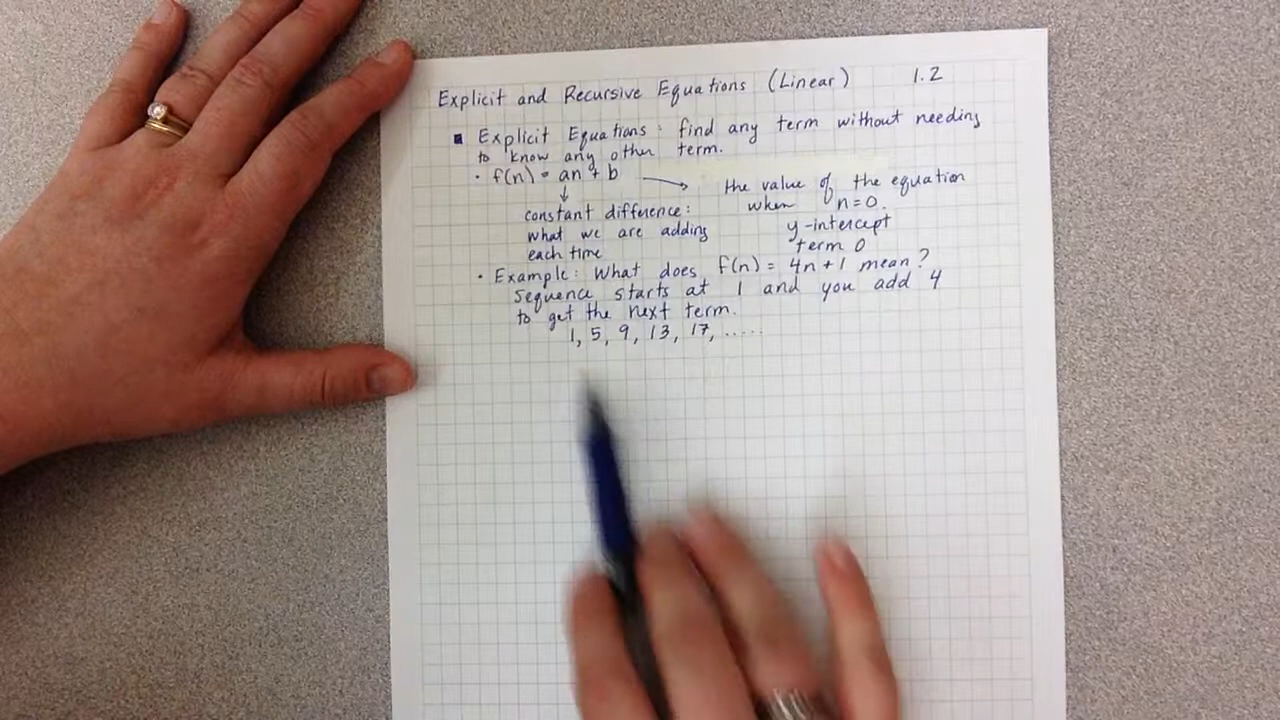 Explicit and Recursive Equations (Linear) 1.2
Explicit Equations: find any term without needing
to know any other term.
• f(n) = an + b → the value of the equation
when n=0.
y-intercept
term 0
↓
constant difference:
what we are adding
each time
• Example: What does f(n) = 4n+1 mean?
sequence starts at 1 and you add 4
to get the next term.
1, 5, 9, 13, 17, .....